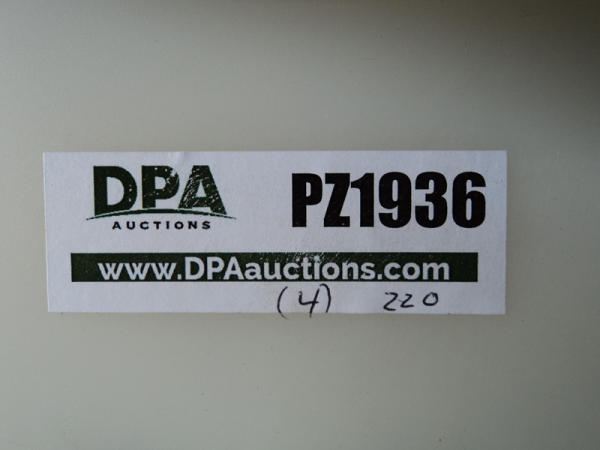 DPA
AUCTIONS
PZ1936
www.DPAauctions.com
(4) 220